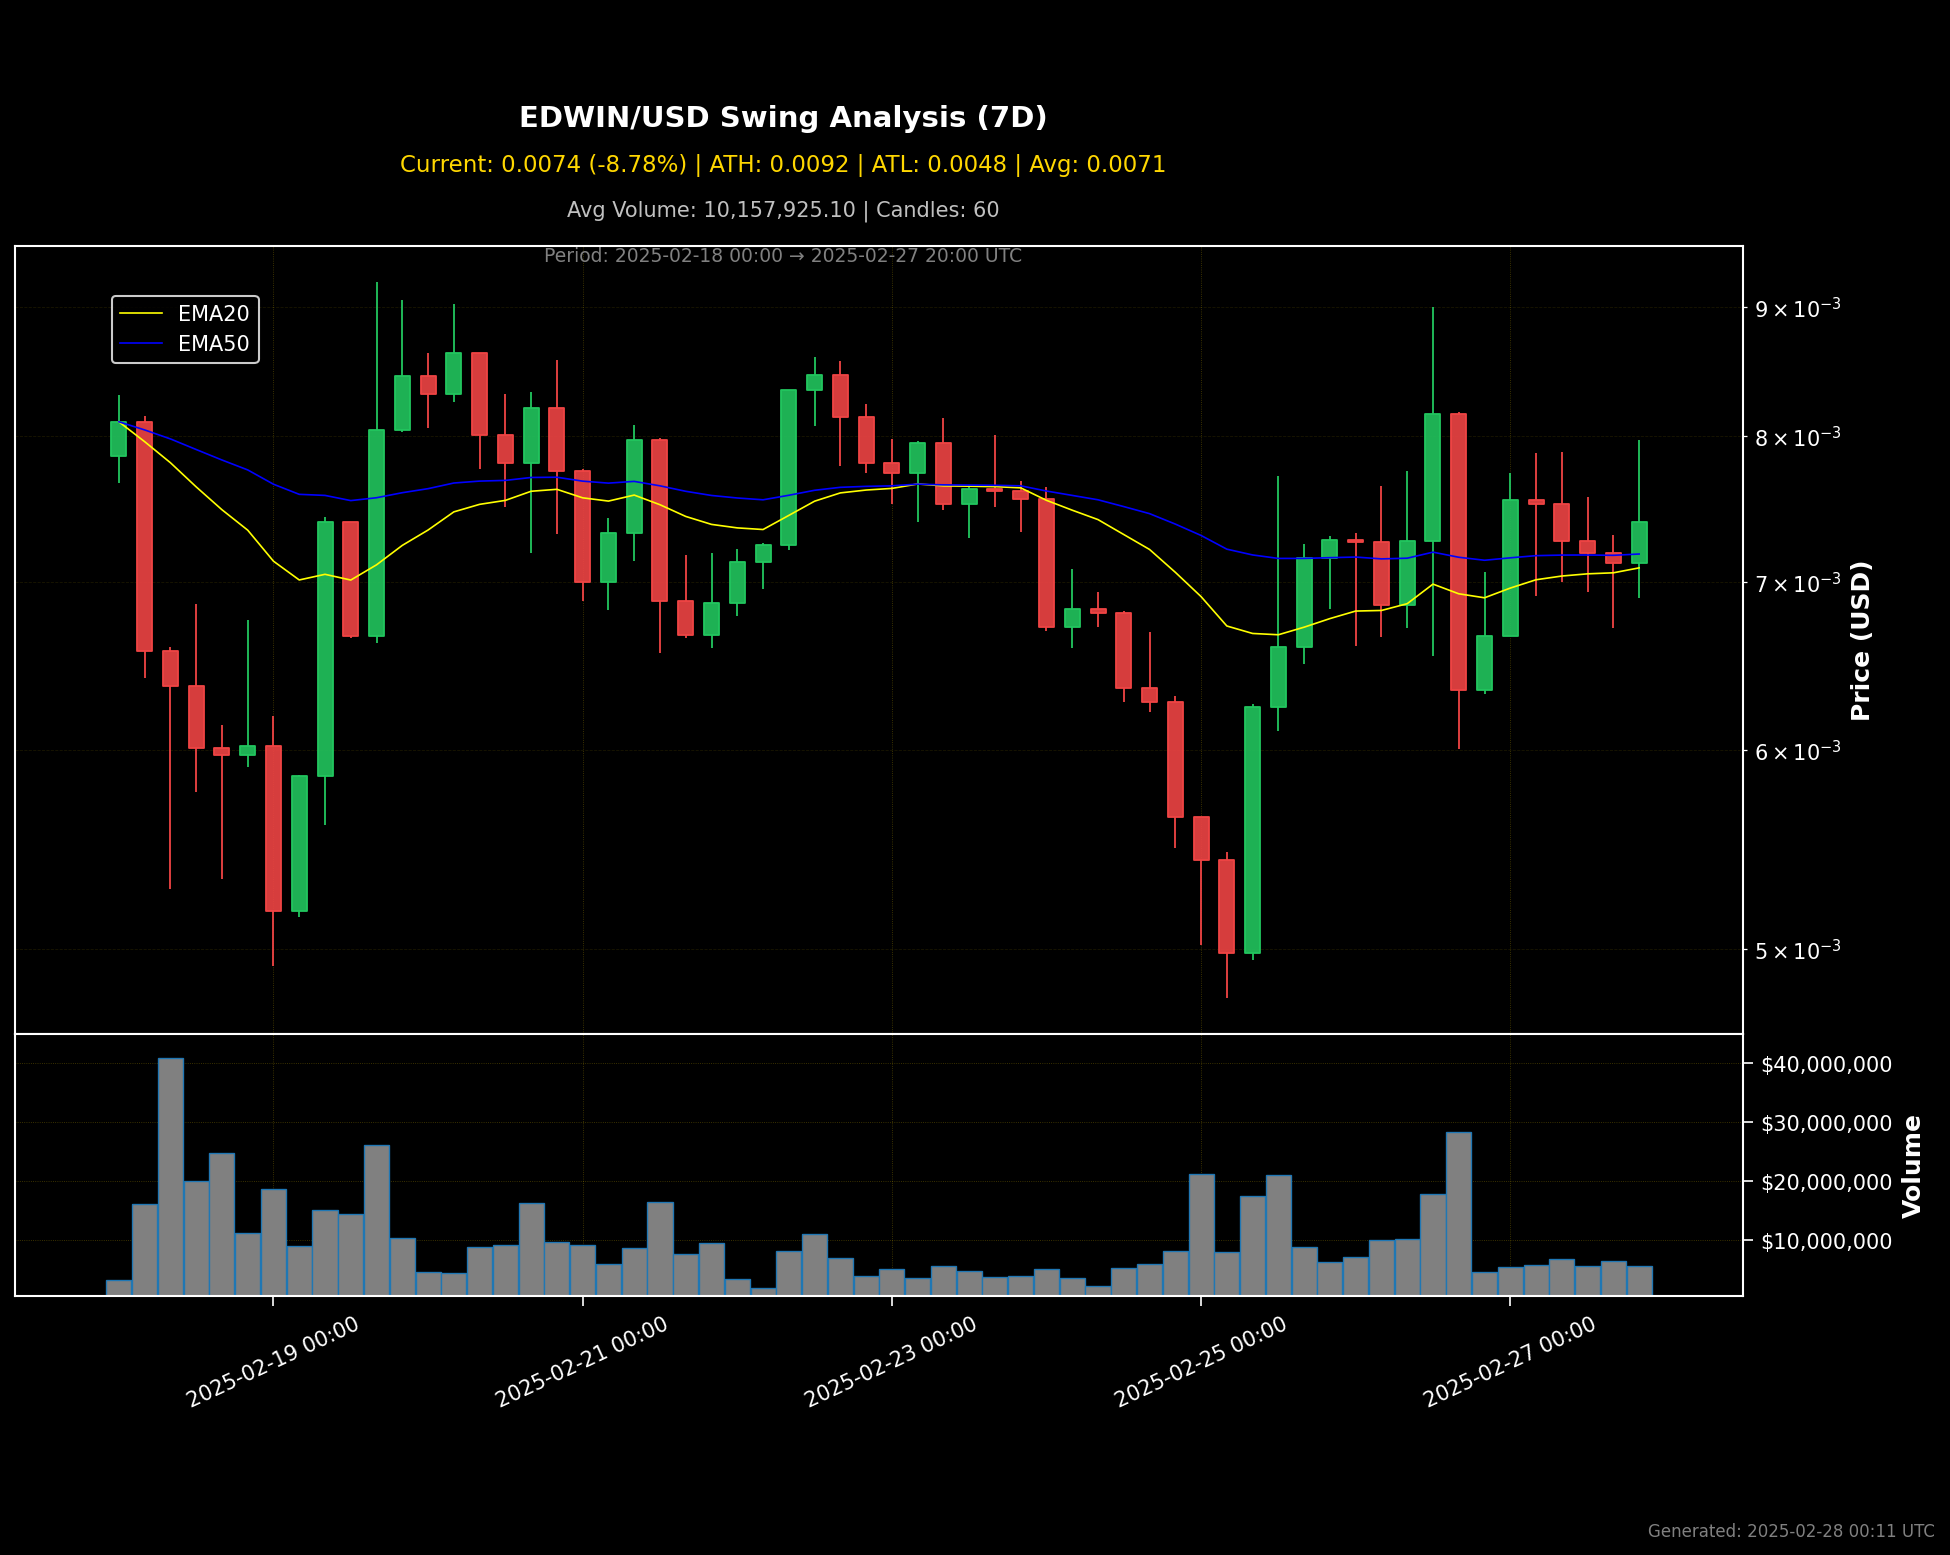 EDWIN/USD Swing Analysis (7D)
Current: 0.0074 (-8.78%) | ATH: 0.0092 | ATL: 0.0048 | Avg: 0.0071
Avg Volume: 10,157,925.10 | Candles: 60
Period: 2025-02-18 00:00 → 2025-02-27 20:00 UTC
EMA20
EMA50
9 × 10⁻³
8 × 10⁻³
7 × 10⁻³
6 × 10⁻³
5 × 10⁻³
Price (USD)
$40,000,000
$30,000,000
$20,000,000
$10,000,000
Volume
2025-02-19 00:00
2025-02-21 00:00
2025-02-23 00:00
2025-02-25 00:00
2025-02-27 00:00
Generated: 2025-02-28 00:11 UTC